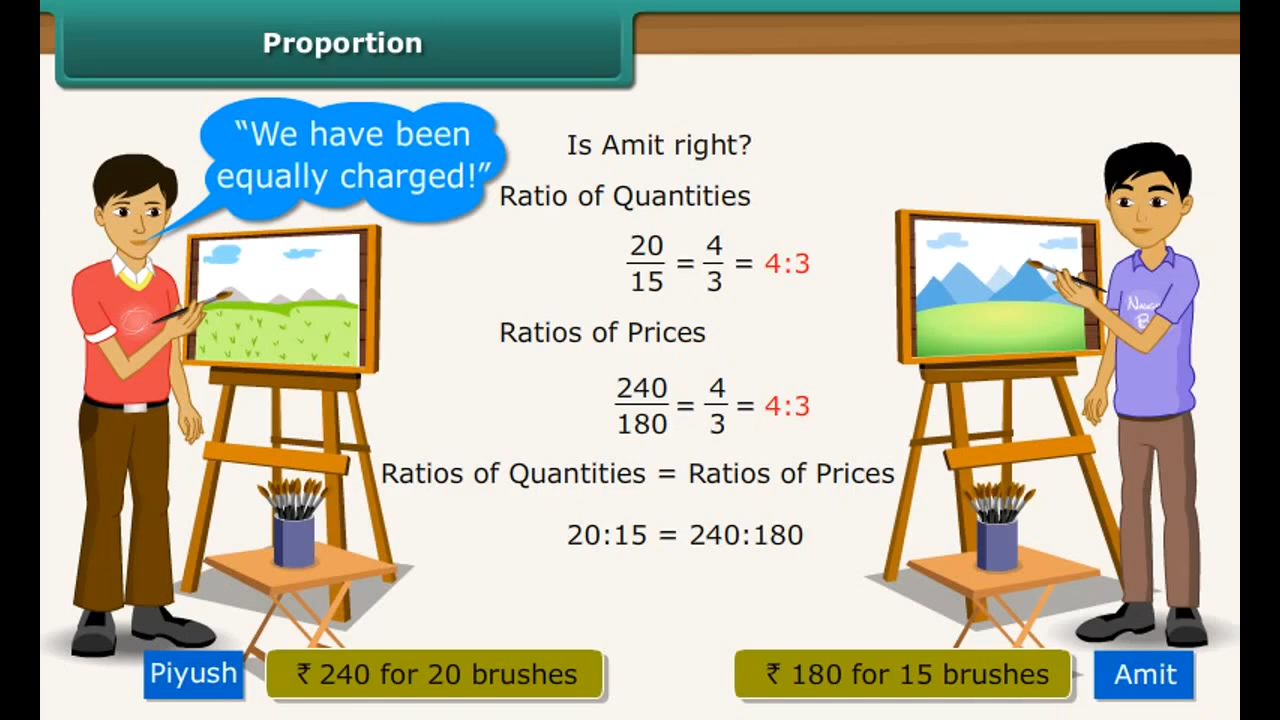 Proportion
“We have been
equally charged!”
Is Amit right?
Ratio of Quantities
20/15 = 4/3 = 4:3
Ratios of Prices
240/180 = 4/3 = 4:3
Ratios of Quantities = Ratios of Prices
20:15 = 240:180
Piyush
₹ 240 for 20 brushes
₹ 180 for 15 brushes
Amit